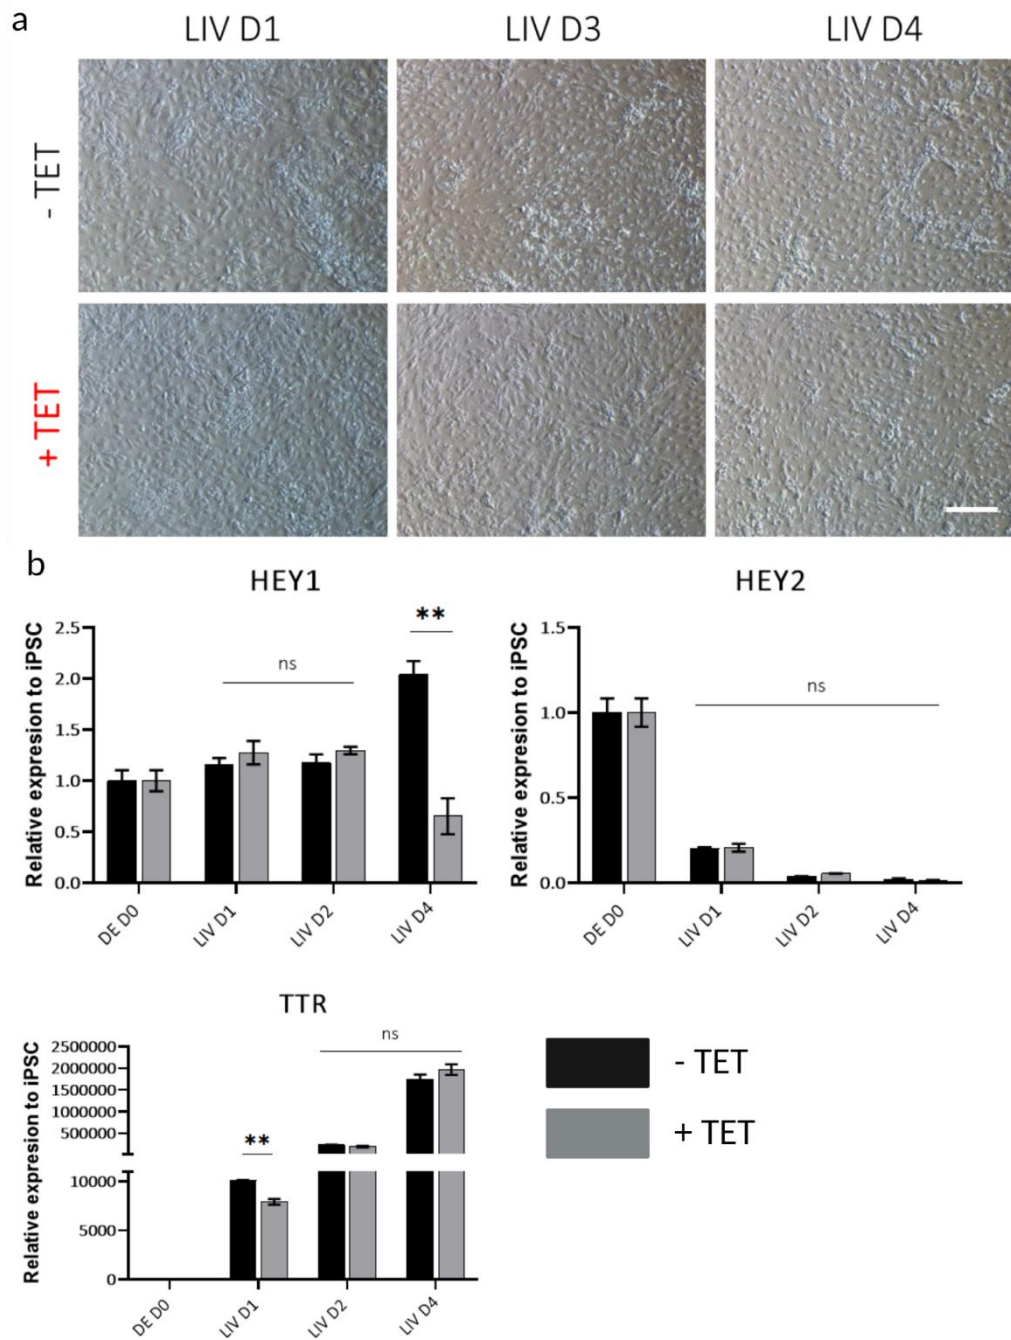 a
LIV D1 LIV D3 LIV D4
- TET
+ TET
b
HEY1
Relative expresion to iPSC
2.5
2.0
1.5
1.0
0.5
0.0
ns
**
DE D0 LIV D1 LIV D2 LIV D4
HEY2
Relative expresion to iPSC
1.5
1.0
0.5
0.0
ns
DE D0 LIV D1 LIV D2 LIV D4
TTR
Relative expresion to iPSC
2500000
2000000
1500000
1000000
500000
10000
5000
0
**
ns
DE D0 LIV D1 LIV D2 LIV D4
- TET
+ TET